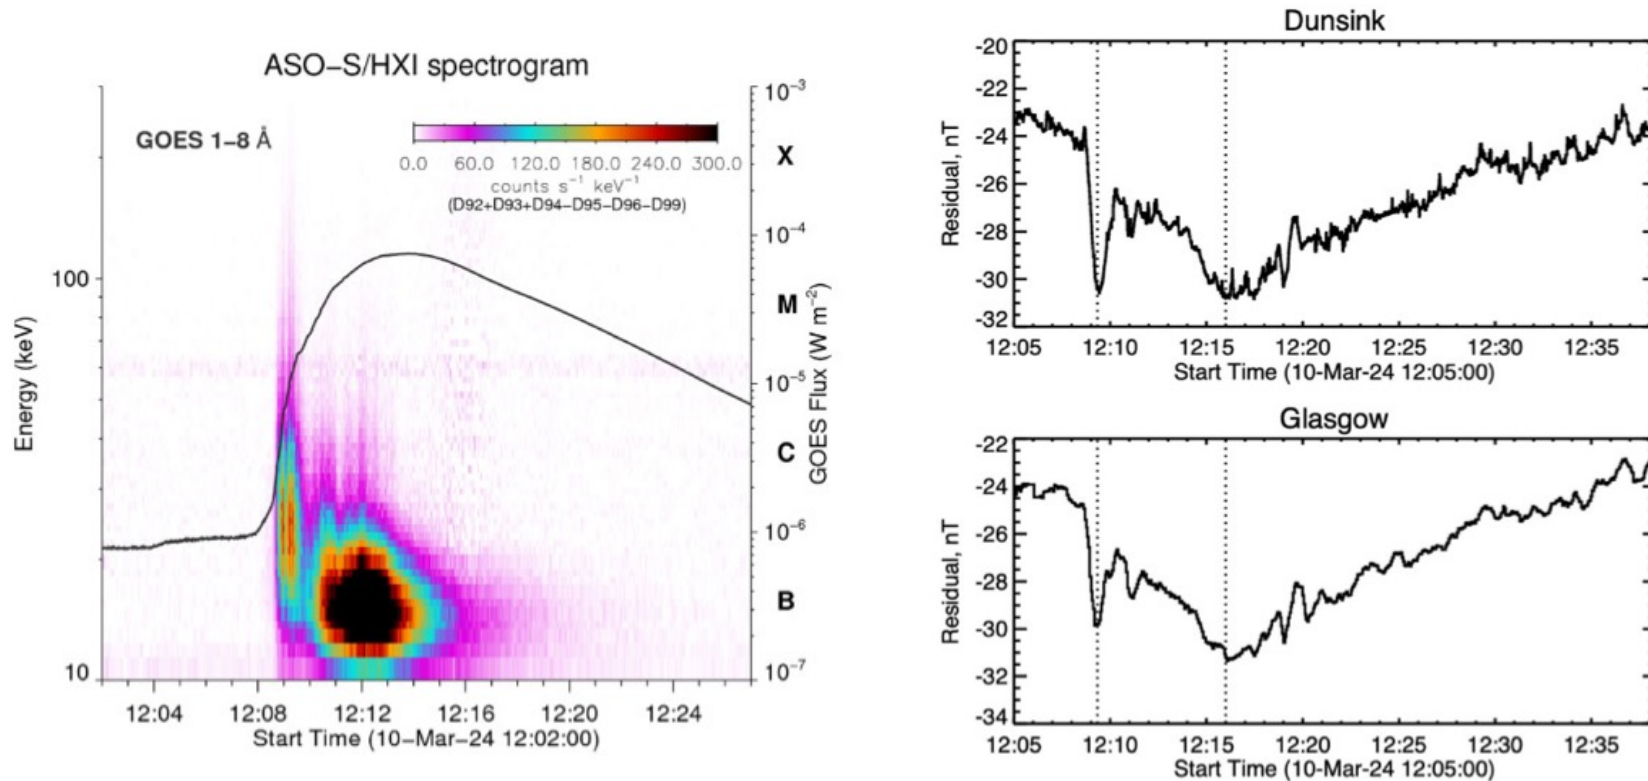 ASO–S/HXI spectrogram
GOES 1–8 Å
0.0 60.0 120.0 180.0 240.0 300.0
counts s⁻¹ keV⁻¹
(D92+D93+D94–D95–D96–D99)
Energy (keV)
100
10
10⁻³
10⁻⁴
10⁻⁵
10⁻⁶
10⁻⁷
X
M
C
B
GOES Flux (W m⁻²)
12:04 12:08 12:12 12:16 12:20 12:24
Start Time (10–Mar–24 12:02:00)
Dunsink
Residual, nT
-20
-22
-24
-26
-28
-30
-32
12:05 12:10 12:15 12:20 12:25 12:30 12:35
Start Time (10-Mar-24 12:05:00)
Glasgow
Residual, nT
-22
-24
-26
-28
-30
-32
-34
12:05 12:10 12:15 12:20 12:25 12:30 12:35
Start Time (10-Mar-24 12:05:00)